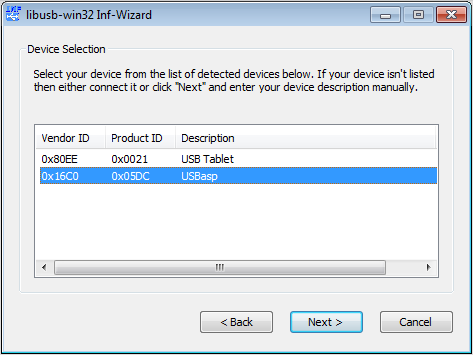 libusb-win32 Inf-Wizard
Device Selection
Select your device from the list of detected devices below. If your device isn't listed
then either connect it or click "Next" and enter your device description manually.
Vendor ID Product ID Description
0x80EE 0x0021 USB Tablet
0x16C0 0x05DC USBasp
< Back Next > Cancel